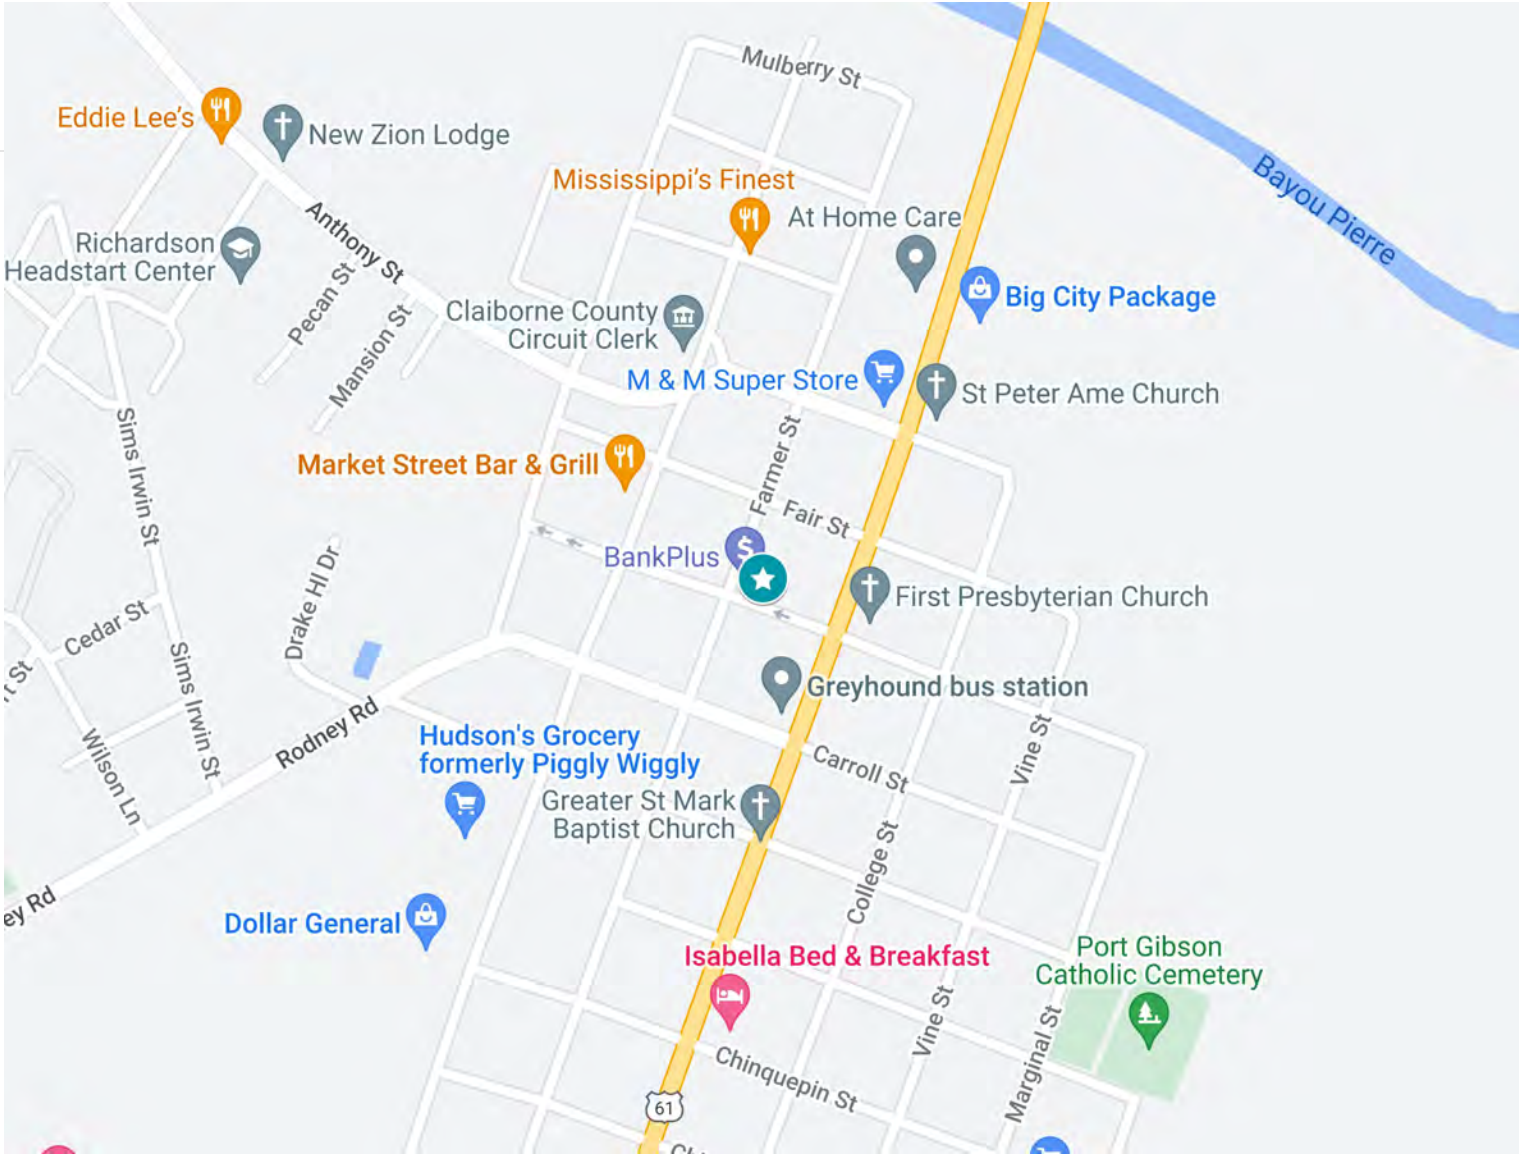 Mulberry St
Eddie Lee's
New Zion Lodge
Mississippi's Finest
Bayou Pierre
At Home Care
Anthony St
Richardson
Headstart Center
Pecan St
Big City Package
Claiborne County
Circuit Clerk
Mansion St
M & M Super Store
St Peter Ame Church
Sims Irwin St
Market Street Bar & Grill
Farmer St
Fair St
BankPlus
Drake Hl Dr
First Presbyterian Church
Cedar St
Sims Irwin St
Greyhound bus station
Rodney Rd
Hudson's Grocery
formerly Piggly Wiggly
Vine St
Wilson Ln
Carroll St
Greater St Mark
Baptist Church
College St
ey Rd
Dollar General
Isabella Bed & Breakfast
Port Gibson
Catholic Cemetery
Vine St
Marginal St
Chinquepin St
61